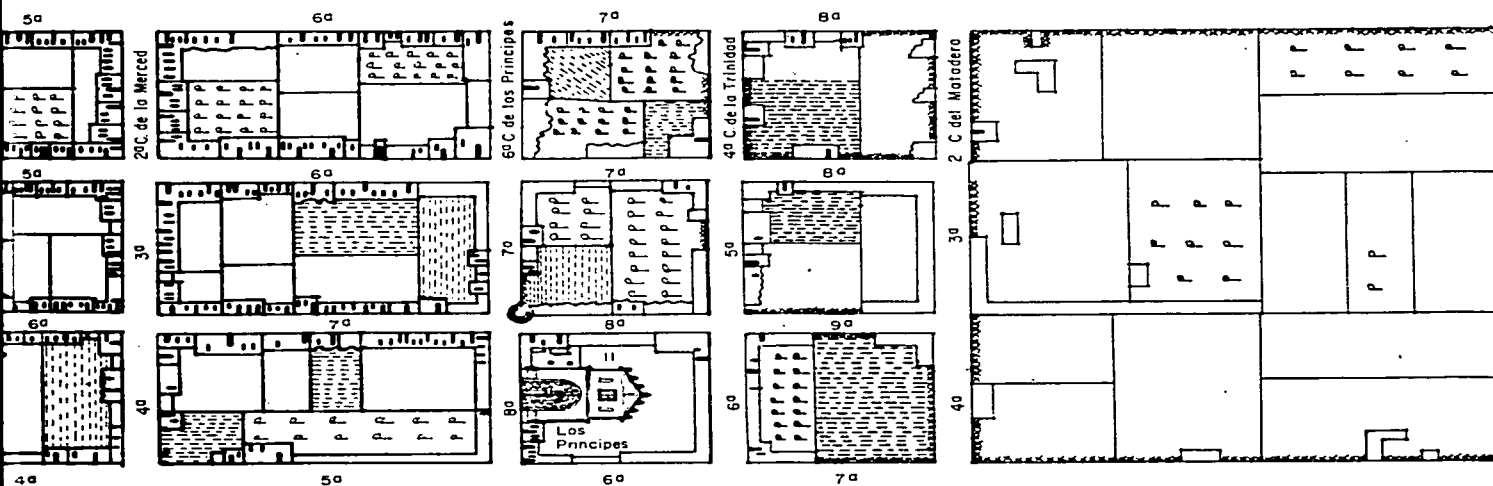 5ª 6ª 7ª 8ª
2ª C. de la Merced
6ª C de los Principes
4ª C. de la Trinidad
2 C del Matadero
5ª 6ª 7ª 8ª
3ª 7ª 5ª 3ª
6ª 7ª 8ª 9ª
4ª 8ª 6ª 4ª
Los
Principes
4ª 5ª 6ª 7ª